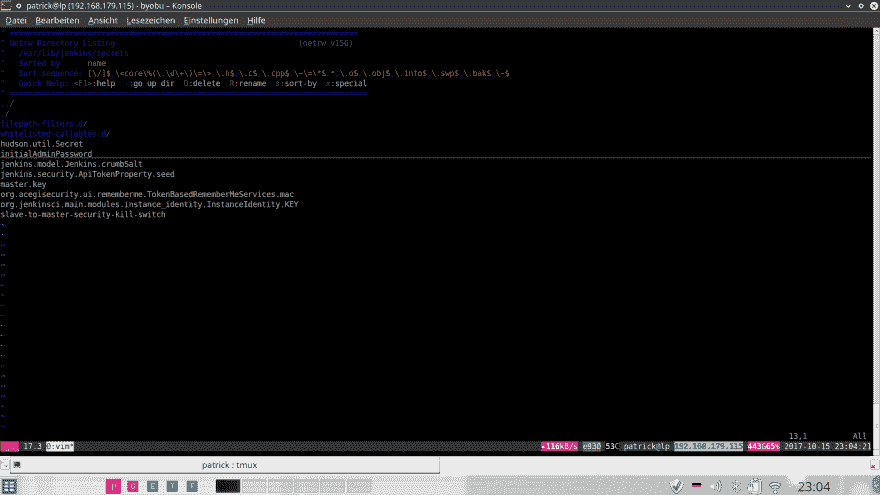 patrick@lp (192.168.179.115) - byobu – Konsole
Datei Bearbeiten Ansicht Lesezeichen Einstellungen Hilfe
" ============================================================================
" Netrw Directory Listing (netrw v156)
" /var/lib/jenkins/secrets
" Sorted by name
" Sort sequence: [\/]$,\<core\%(\.\d\+\)\=\>,\.h$,\.c$,\.cpp$,\~\=\*$,*,\.o$,\.obj$,\.info$,\.swp$,\.bak$,\~$
" Quick Help: <F1>:help -:go up dir D:delete R:rename s:sort-by x:special
" ==============================================================================
../
./
filepath-filters.d/
whitelisted-callables.d/
hudson.util.Secret
initialAdminPassword
jenkins.model.Jenkins.crumbSalt
jenkins.security.ApiTokenProperty.seed
master.key
org.acegisecurity.ui.rememberme.TokenBasedRememberMeServices.mac
org.jenkinsci.main.modules.instance_identity.InstanceIdentity.KEY
slave-to-master-security-kill-switch
13,1 All
17.3 0:vim* 116kB/s 53C patrick@lp 192.168.179.115 443G65% 2017-10-15 23:04:21
patrick : tmux
P G E T F 23:04